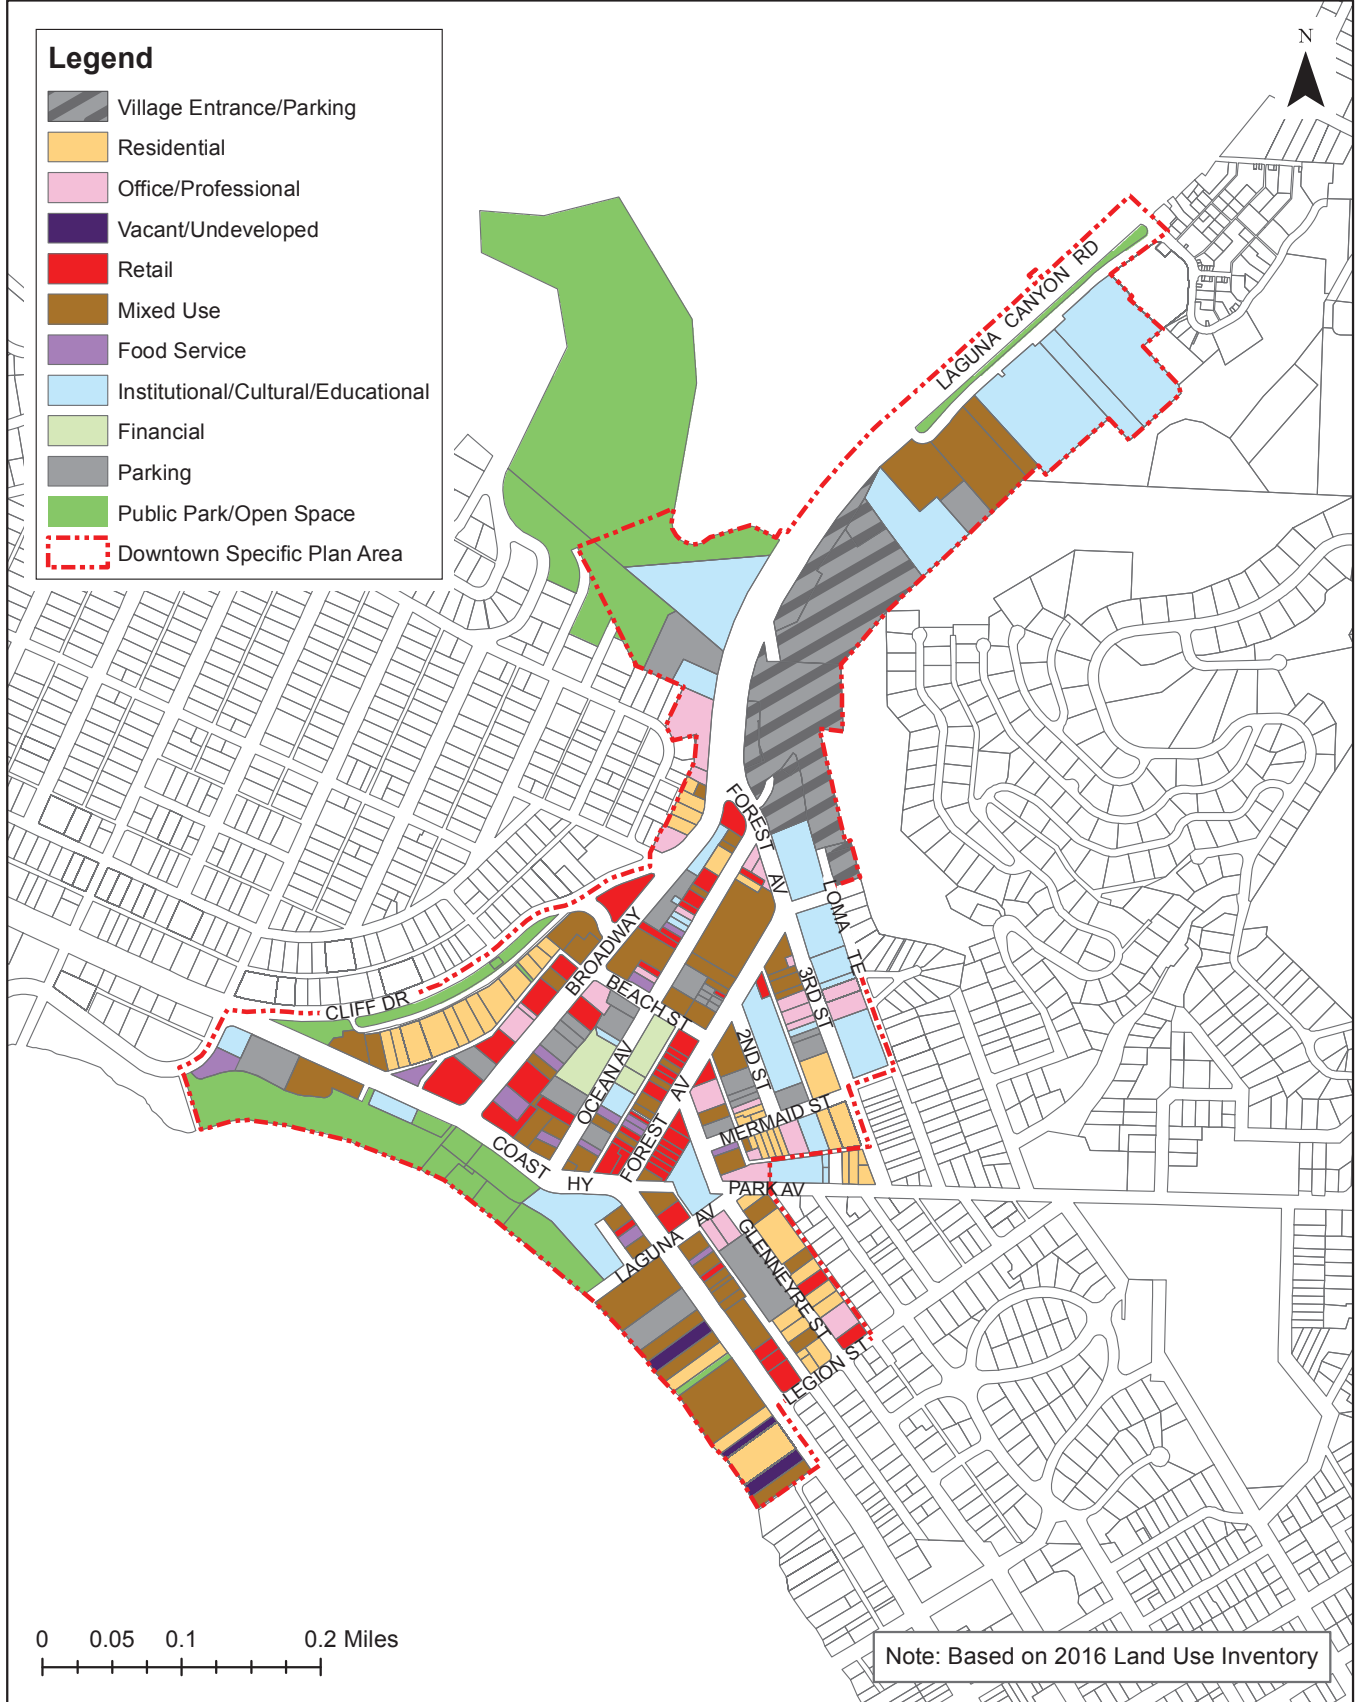 Legend
Village Entrance/Parking
Residential
Office/Professional
Vacant/Undeveloped
Retail
Mixed Use
Food Service
Institutional/Cultural/Educational
Financial
Parking
Public Park/Open Space
Downtown Specific Plan Area
N
LAGUNA CANYON RD
FOREST AV
LOMA TE
BROADWAY
CLIFF DR
BEACH ST
3RD ST
2ND ST
OCEAN AV
FOREST AV
MERMAID ST
COAST HY
PARK AV
LAGUNA AV
GLENNEYRE ST
LEGION ST
0 0.05 0.1 0.2 Miles
Note: Based on 2016 Land Use Inventory